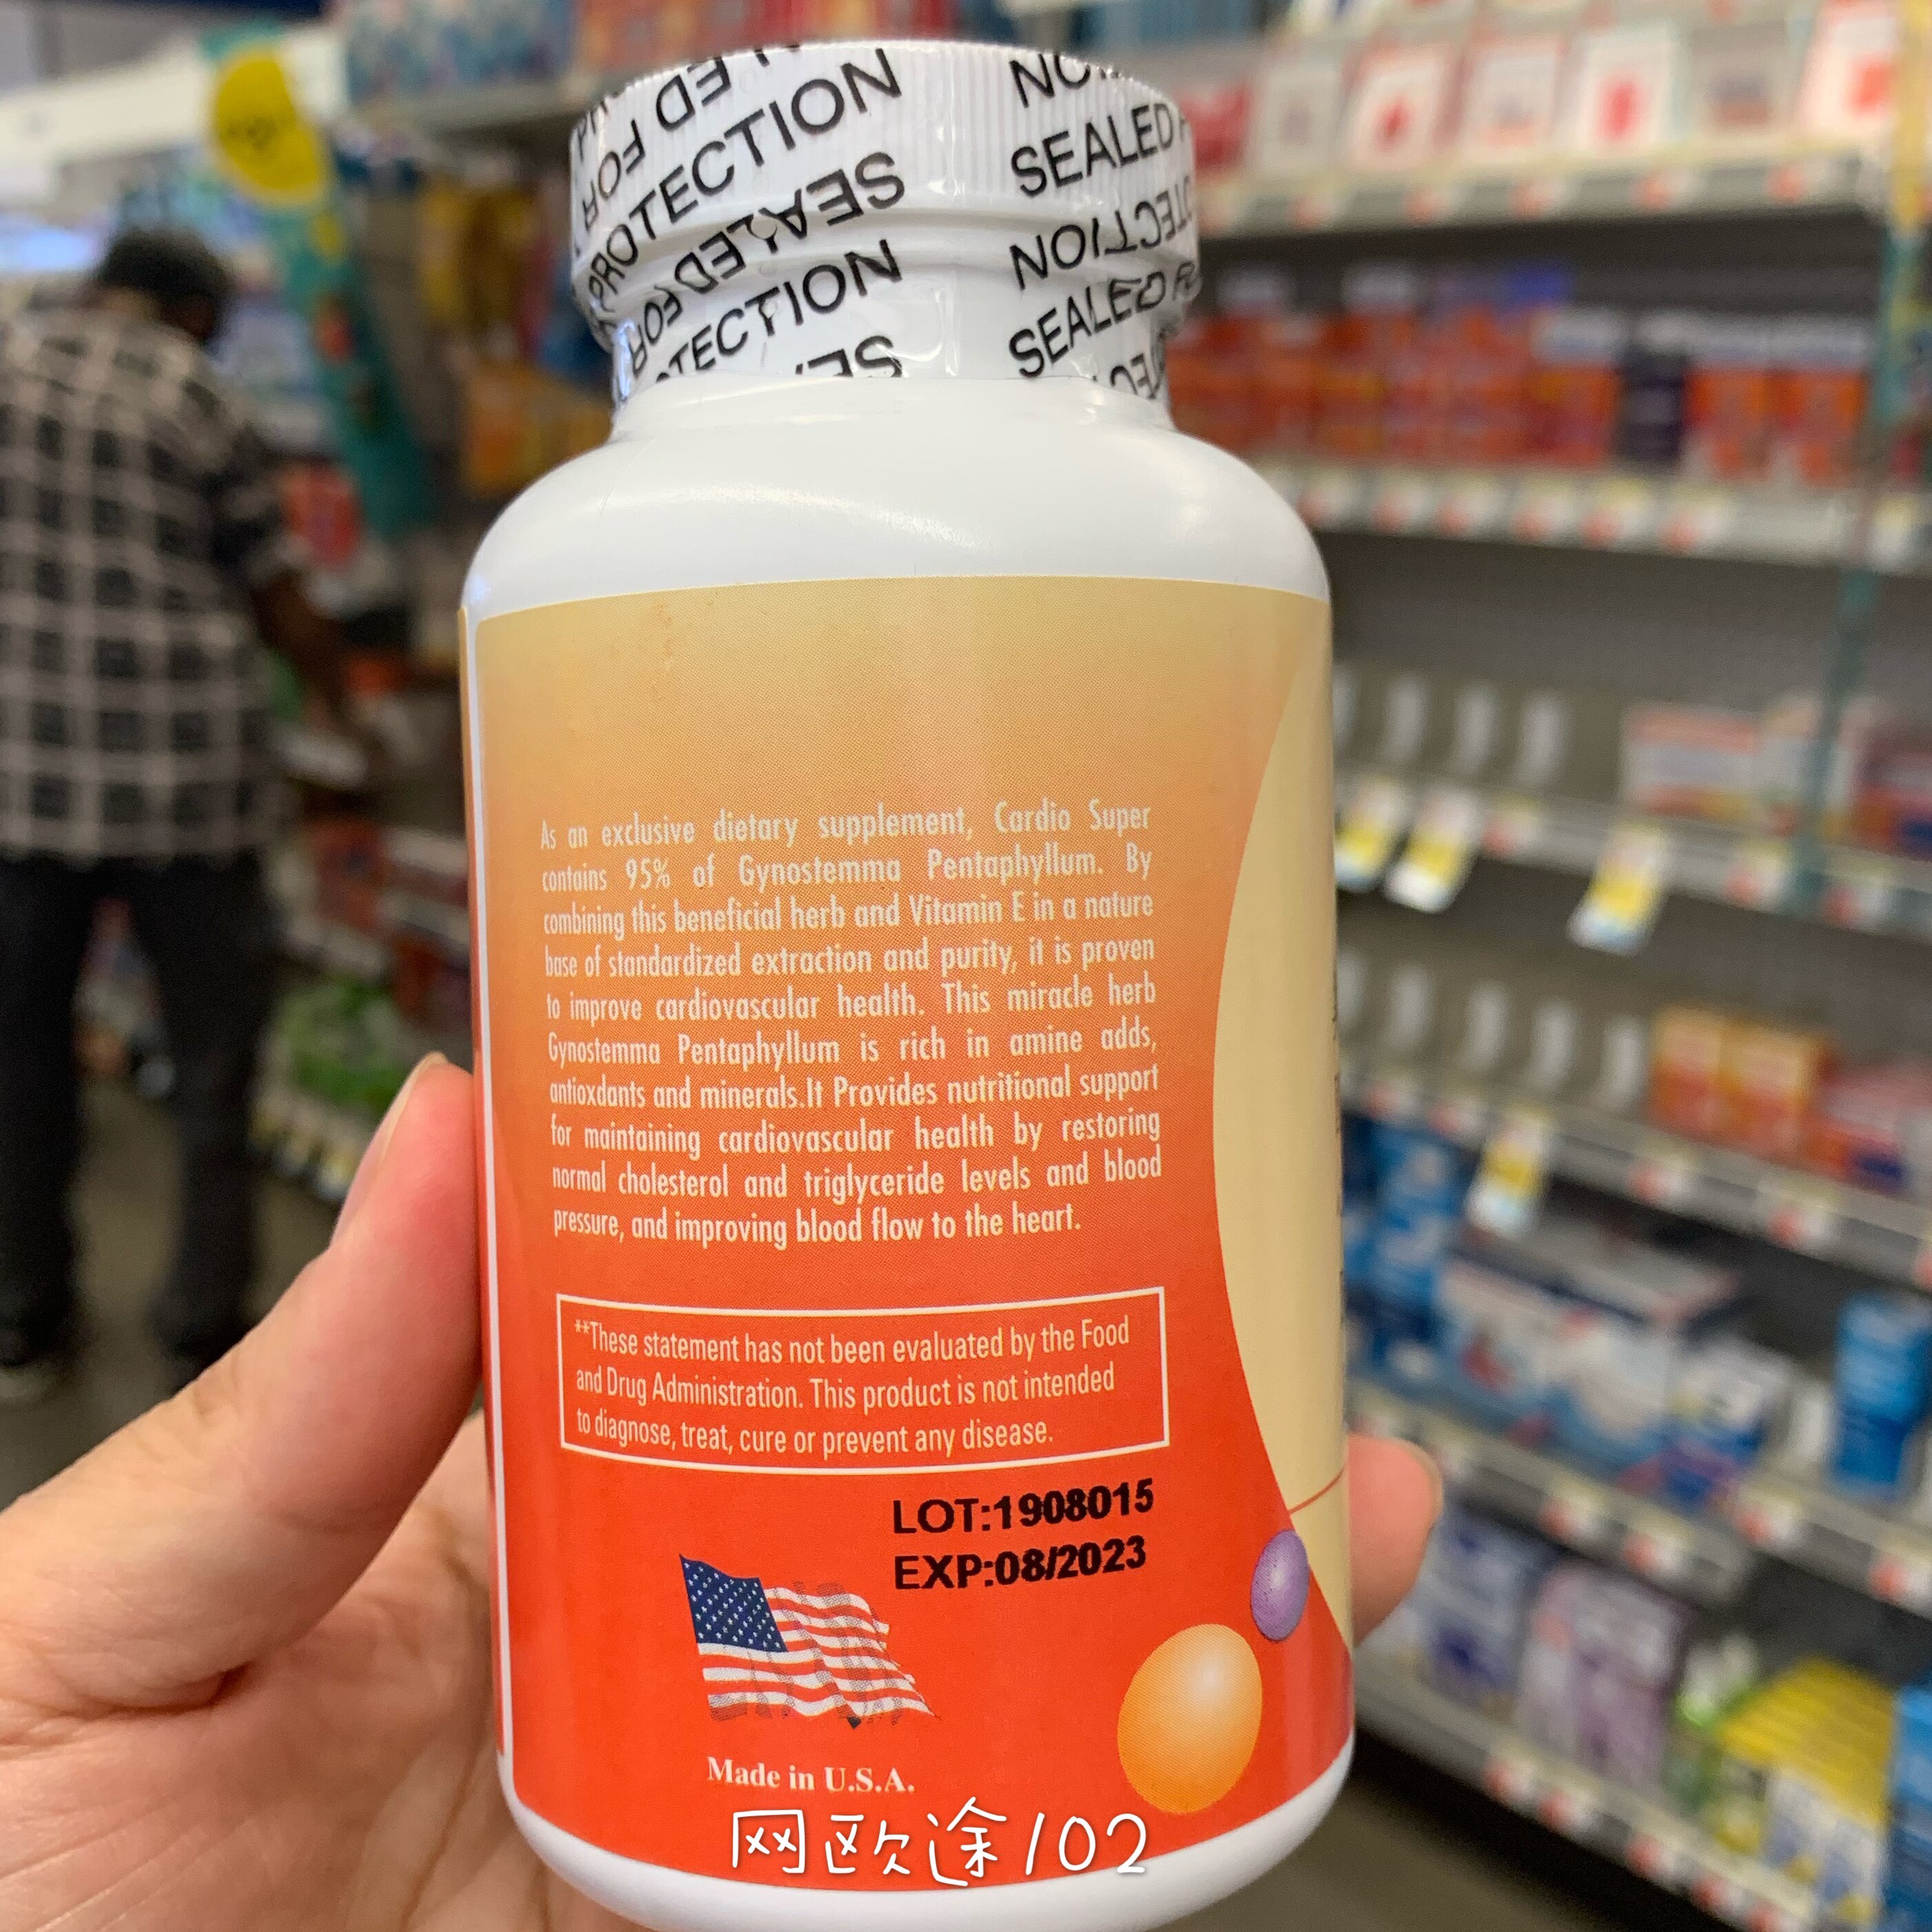 PROTECTION
SEALED
PROTECTION
SEALED FOR
As an exclusive dietary supplement, Cardio Super
contains 95% of Gynostemma Pentaphyllum. By
combining this beneficial herb and Vitamin E in a nature
base of standardized extraction and purity, it is proven
to improve cardiovascular health. This miracle herb
Gynostemma Pentaphyllum is rich in amine adds,
antioxdants and minerals.It Provides nutritional support
for maintaining cardiovascular health by restoring
normal cholesterol and triglyceride levels and blood
pressure, and improving blood flow to the heart.
**These statement has not been evaluated by the Food
and Drug Administration. This product is not intended
to diagnose, treat, cure or prevent any disease.
LOT:1908015
EXP:08/2023
Made in U.S.A.
网欧途102